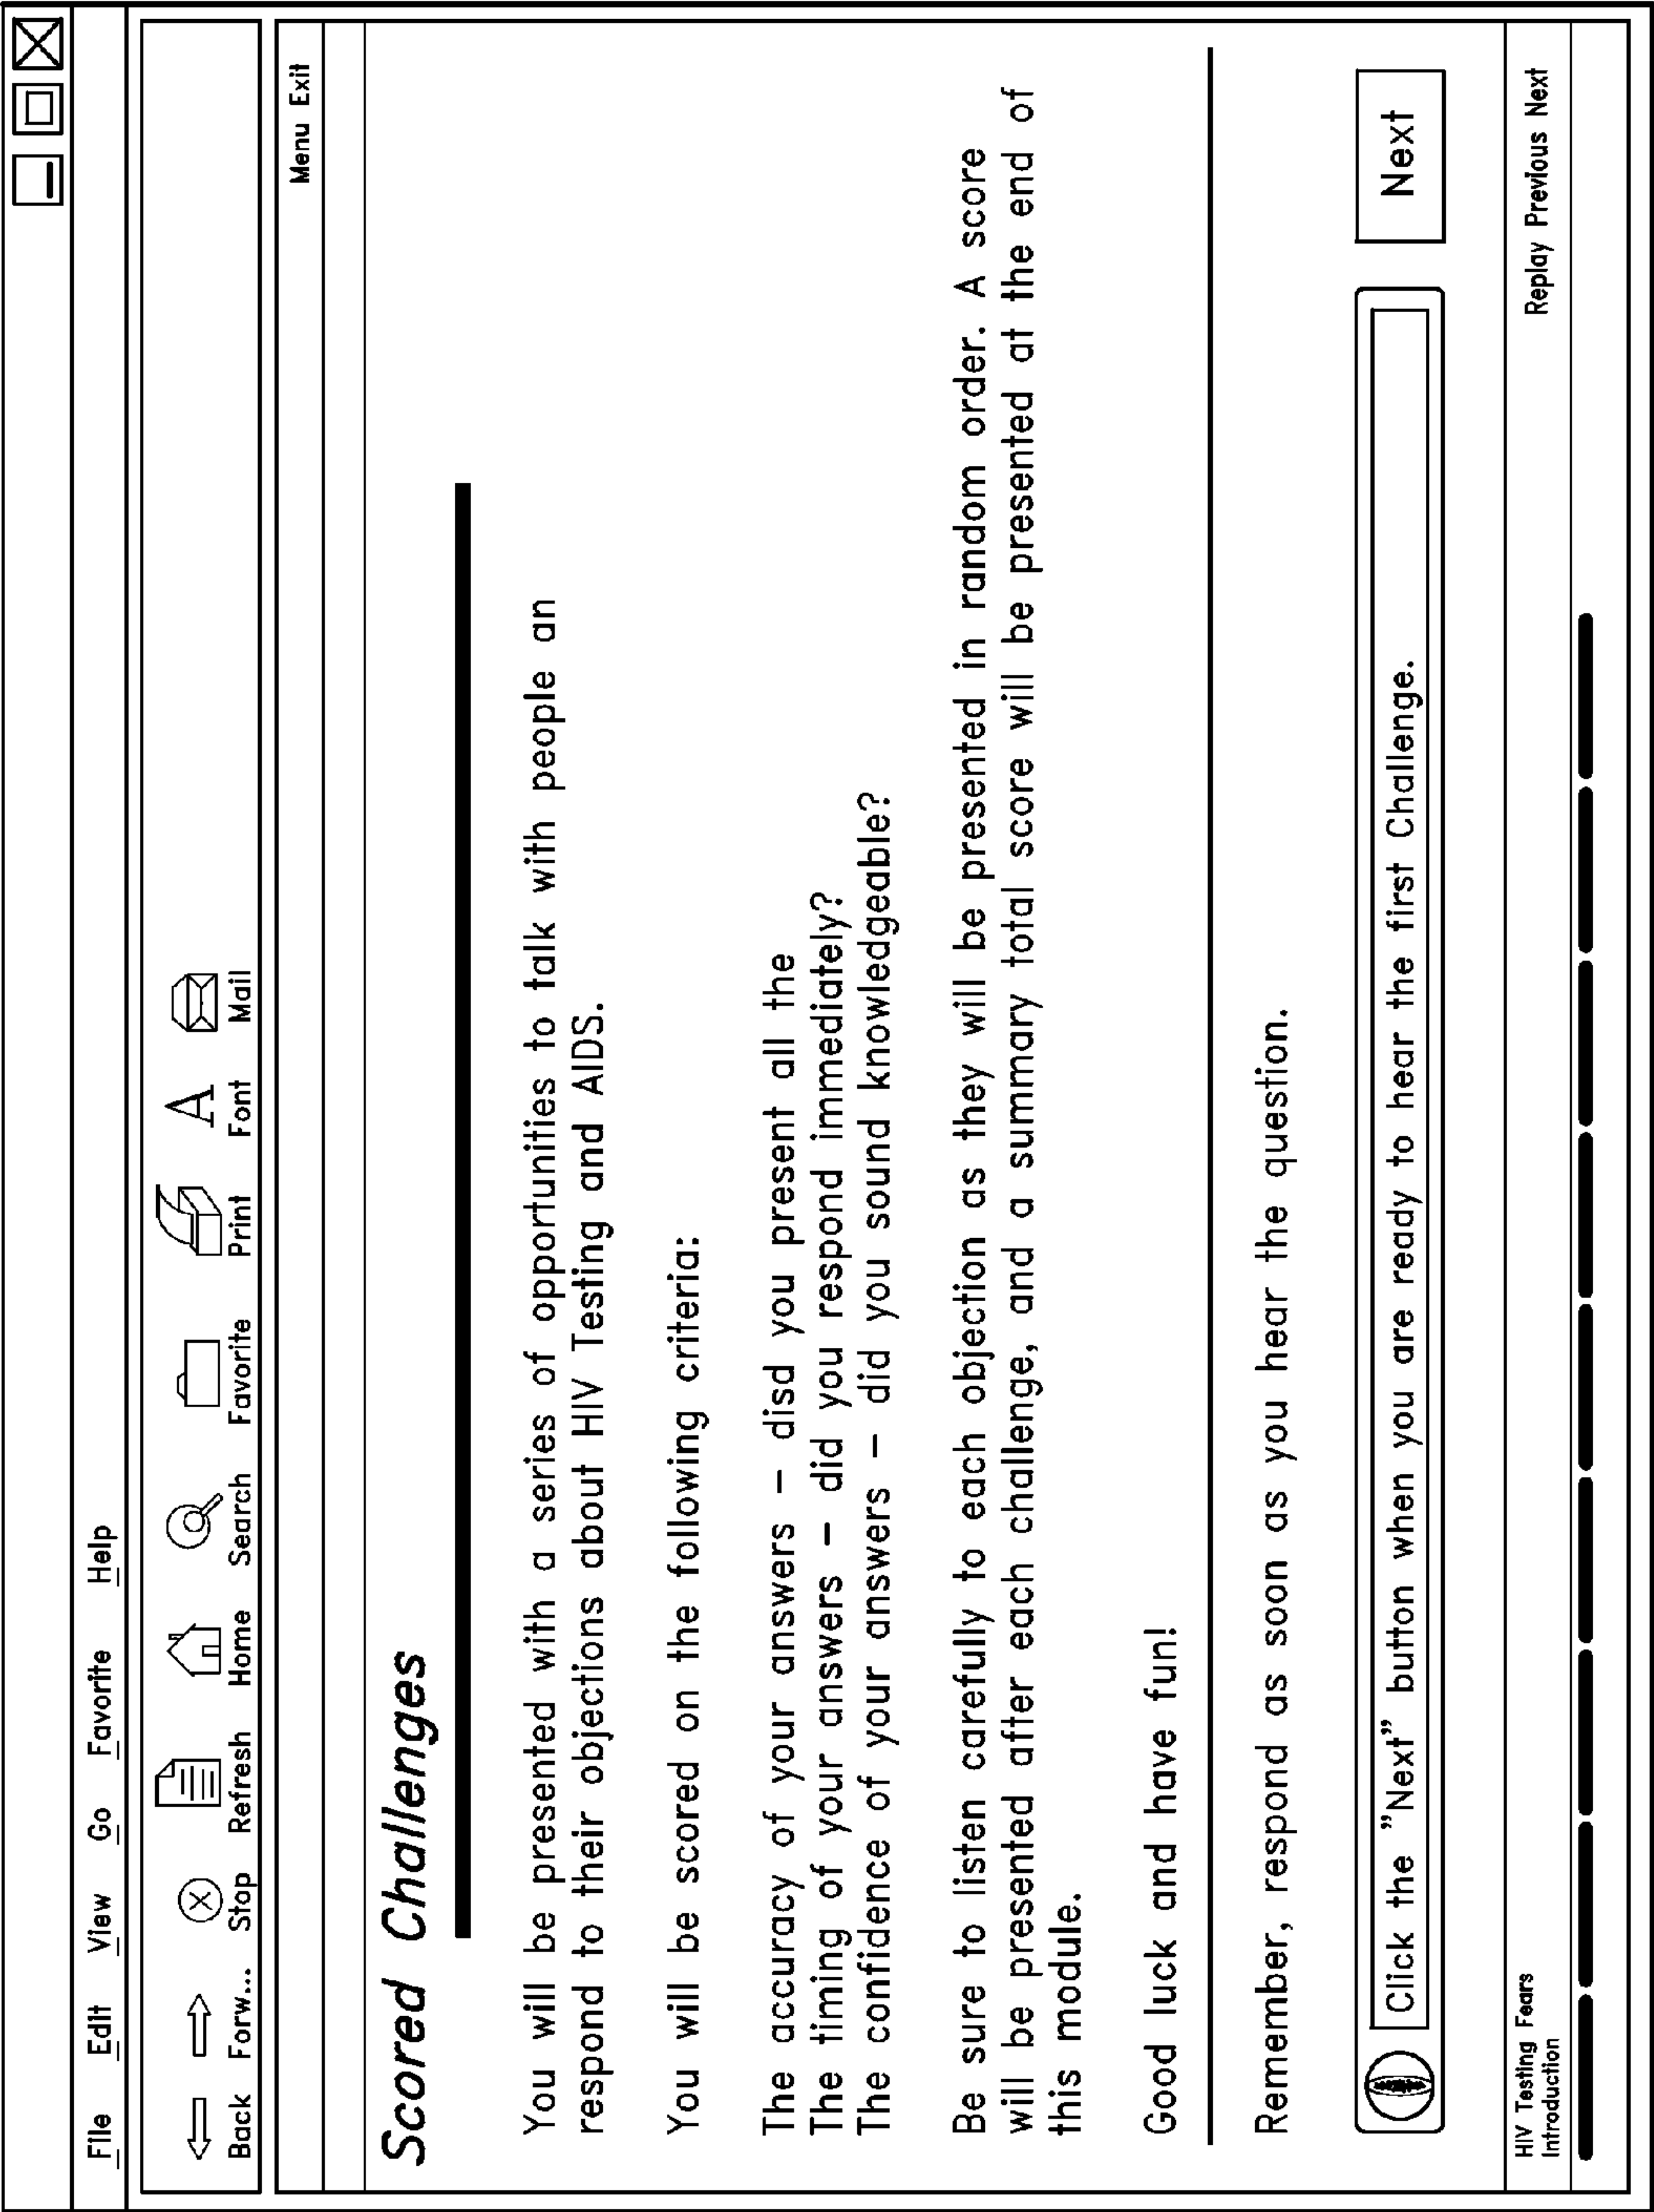 File Edit View Go Favorite Help
Back Forw... Stop Refresh Home Search Favorite Print Font Mail
Menu Exit
Scored Challenges
You will be presented with a series of opportunities to talk with people an
respond to their objections about HIV Testing and AIDS.
You will be scored on the following criteria:
The accuracy of your answers – disd you present all the
The timing of your answers – did you respond immediately?
The confidence of your answers – did you sound knowledgeable?
Be sure to listen carefully to each objection as they will be presented in random order. A score
will be presented after each challenge, and a summary total score will be presented at the end of
this module.
Good luck and have fun!
Remember, respond as soon as you hear the question.
Click the "Next" button when you are ready to hear the first Challenge.
Next
HIV Testing Fears
Introduction
Replay Previous Next